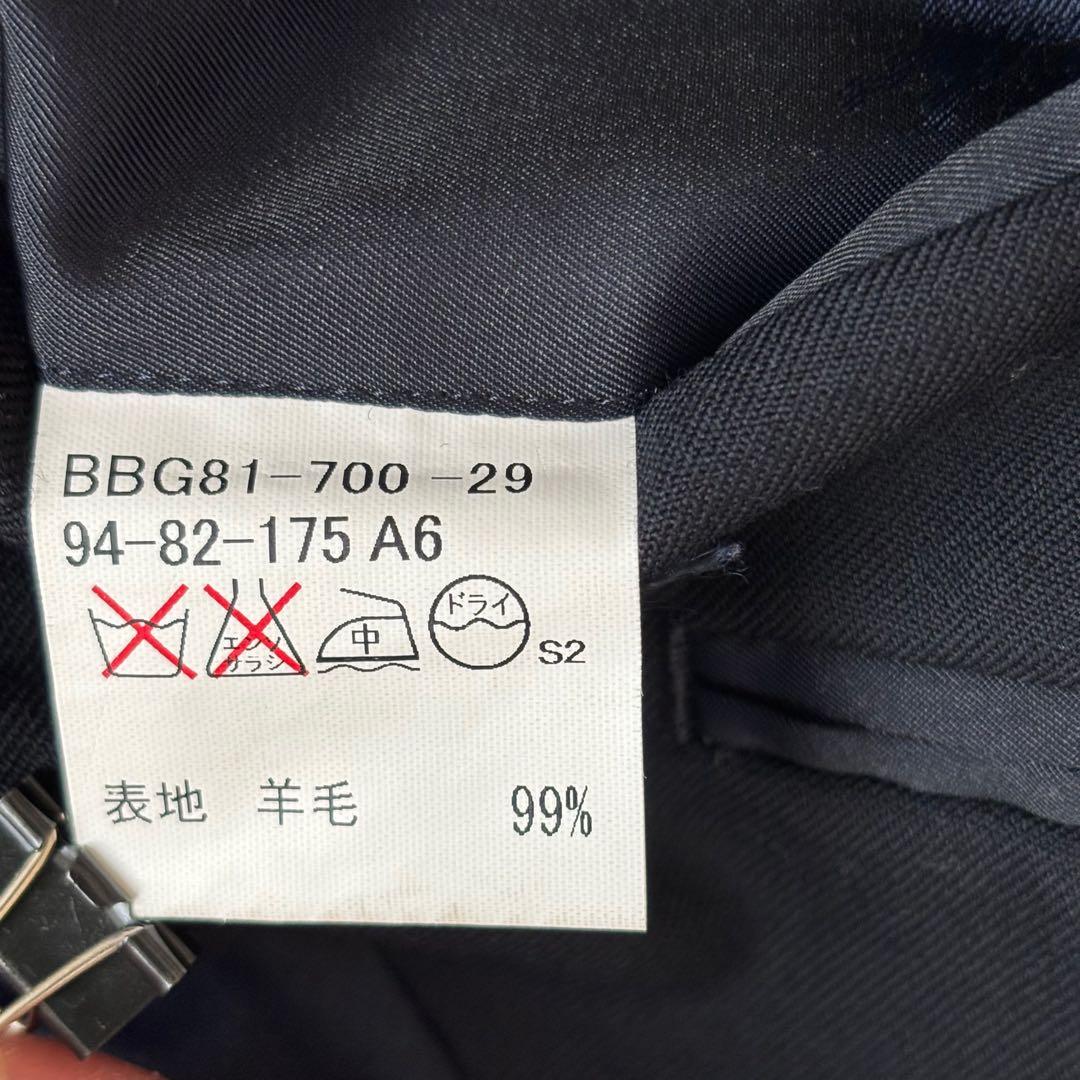 BBG81-700 -29
94-82-175 A6
エンソ
サラシ
中
ドライ
S2
表地 羊毛 99%